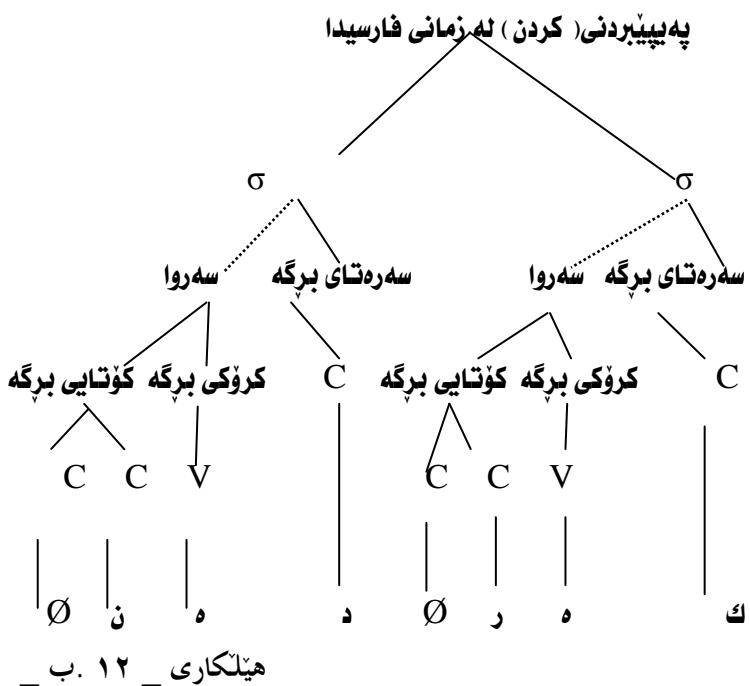 پەیپێبردنی( کردن ) لە زمانی فارسیدا
σ σ
سەرەتای بڕگە سەروا سەرەتای بڕگە سەروا
C کرۆکی بڕگە کۆتایی بڕگە C کرۆکی بڕگە کۆتایی بڕگە
V C C V C C
ك ە ر Ø د ە ن Ø
هێڵکاری _ ١٢ .ب _